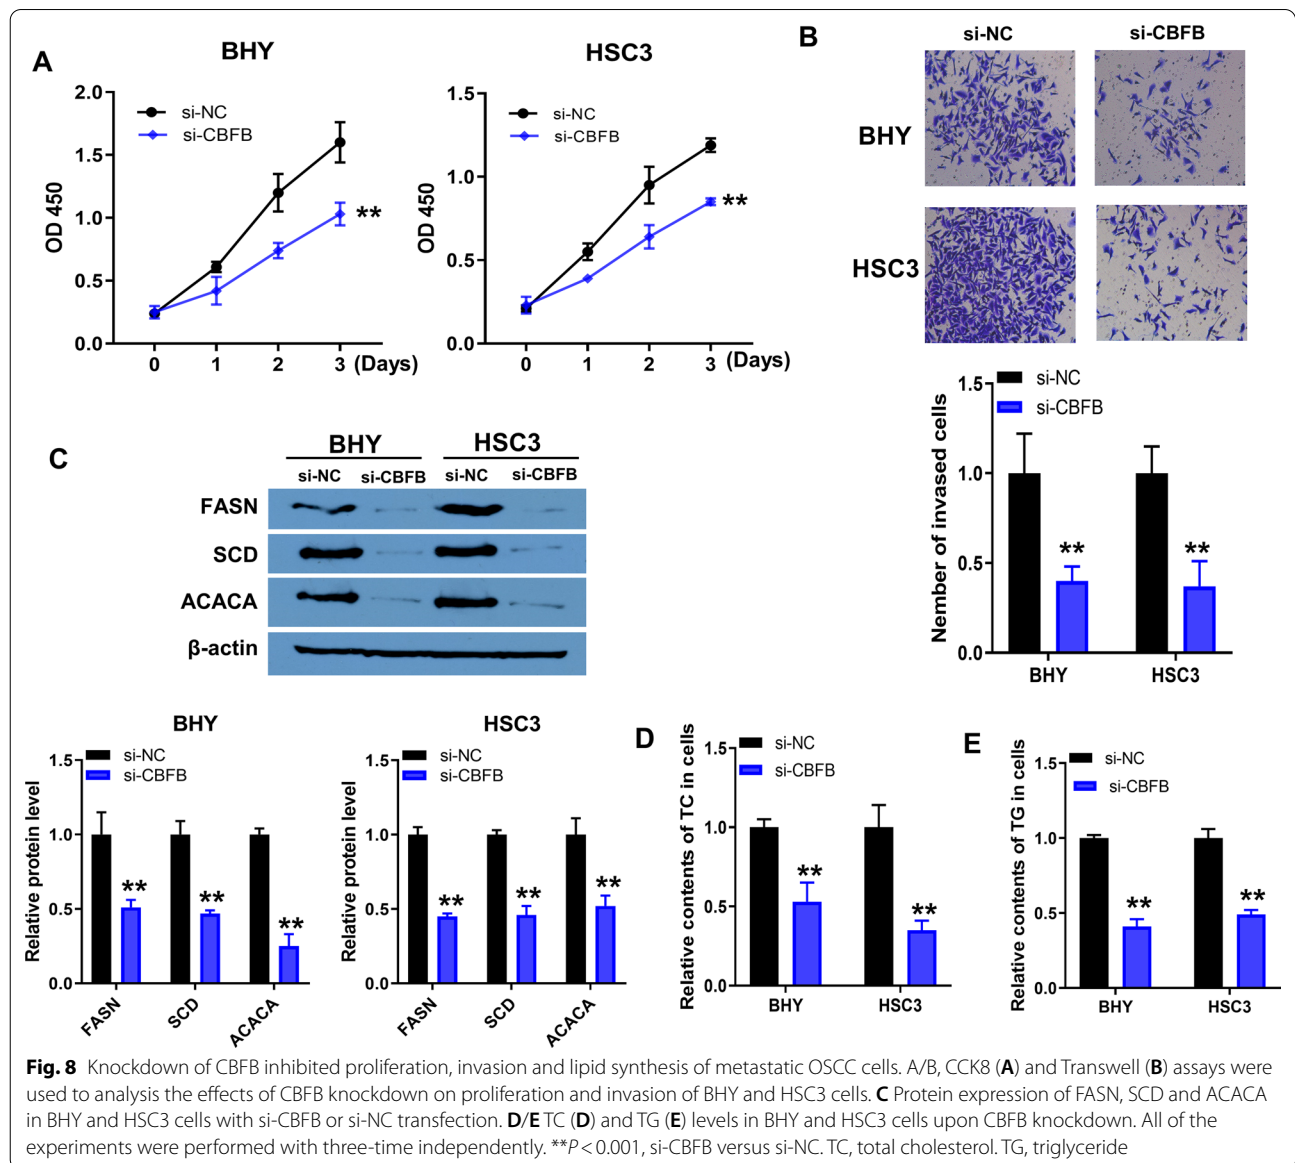 A
BHY
2.0
1.5
1.0
0.5
0.0
OD 450
si-NC
si-CBFB
**
0 1 2 3 (Days)
HSC3
1.5
1.0
0.5
0.0
OD 450
si-NC
si-CBFB
**
0 1 2 3 (Days)
B
si-NC si-CBFB
BHY
HSC3
1.5
1.0
0.5
0.0
Nember of invased cells
si-NC
si-CBFB
** **
BHY HSC3
C
BHY HSC3
si-NC si-CBFB si-NC si-CBFB
FASN
SCD
ACACA
β-actin
BHY
si-NC
si-CBFB
1.5
1.0
0.5
0.0
Relative protein level
** ** **
FASN SCD ACACA
HSC3
si-NC
si-CBFB
1.5
1.0
0.5
0.0
Relative protein level
** ** **
FASN SCD ACACA
D
1.5
1.0
0.5
0.0
Relative contents of TC in cells
si-NC
si-CBFB
** **
BHY HSC3
E
1.5
1.0
0.5
0.0
Relative contents of TG in cells
si-NC
si-CBFB
** **
BHY HSC3
Fig. 8 Knockdown of CBFB inhibited proliferation, invasion and lipid synthesis of metastatic OSCC cells. A/B, CCK8 (A) and Transwell (B) assays were
used to analysis the effects of CBFB knockdown on proliferation and invasion of BHY and HSC3 cells. C Protein expression of FASN, SCD and ACACA
in BHY and HSC3 cells with si-CBFB or si-NC transfection. D/E TC (D) and TG (E) levels in BHY and HSC3 cells upon CBFB knockdown. All of the
experiments were performed with three-time independently. **P < 0.001, si-CBFB versus si-NC. TC, total cholesterol. TG, triglyceride